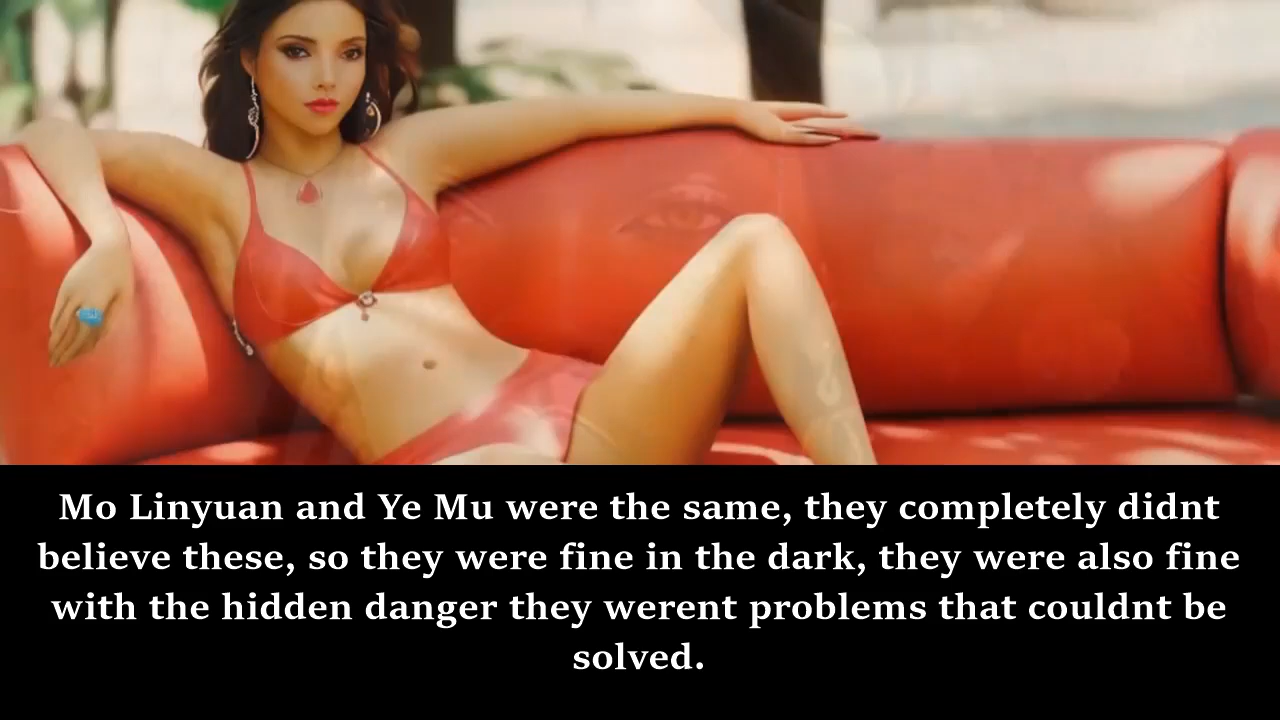 Mo Linyuan and Ye Mu were the same, they completely didnt
believe these, so they were fine in the dark, they were also fine
with the hidden danger they werent problems that couldnt be
solved.